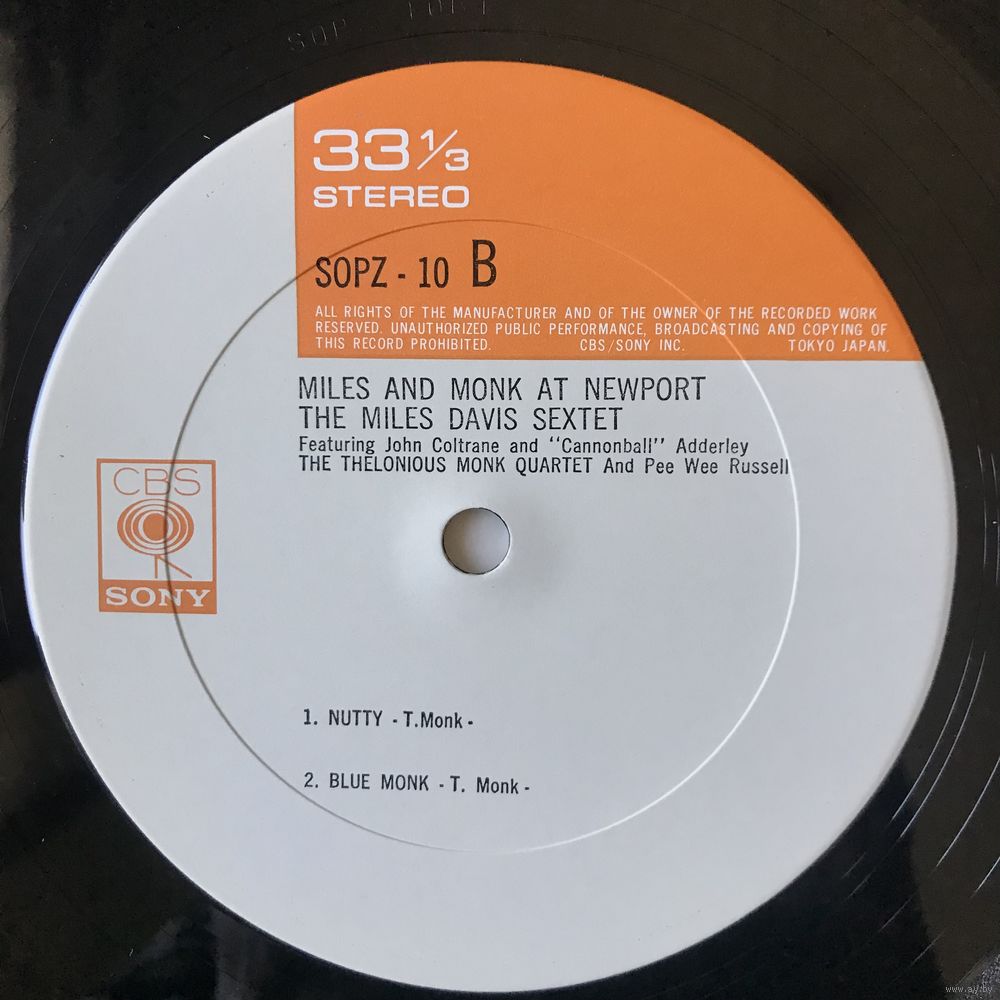 33 1/3
STEREO
SOPZ - 10 B
ALL RIGHTS OF THE MANUFACTURER AND OF THE OWNER OF THE RECORDED WORK
RESERVED. UNAUTHORIZED PUBLIC PERFORMANCE, BROADCASTING AND COPYING OF
THIS RECORD PROHIBITED. CBS/SONY INC. TOKYO JAPAN.
MILES AND MONK AT NEWPORT
THE MILES DAVIS SEXTET
Featuring John Coltrane and "Cannonball" Adderley
THE THELONIOUS MONK QUARTET And Pee Wee Russell
CBS
SONY
1. NUTTY - T.Monk -
2. BLUE MONK - T. Monk -